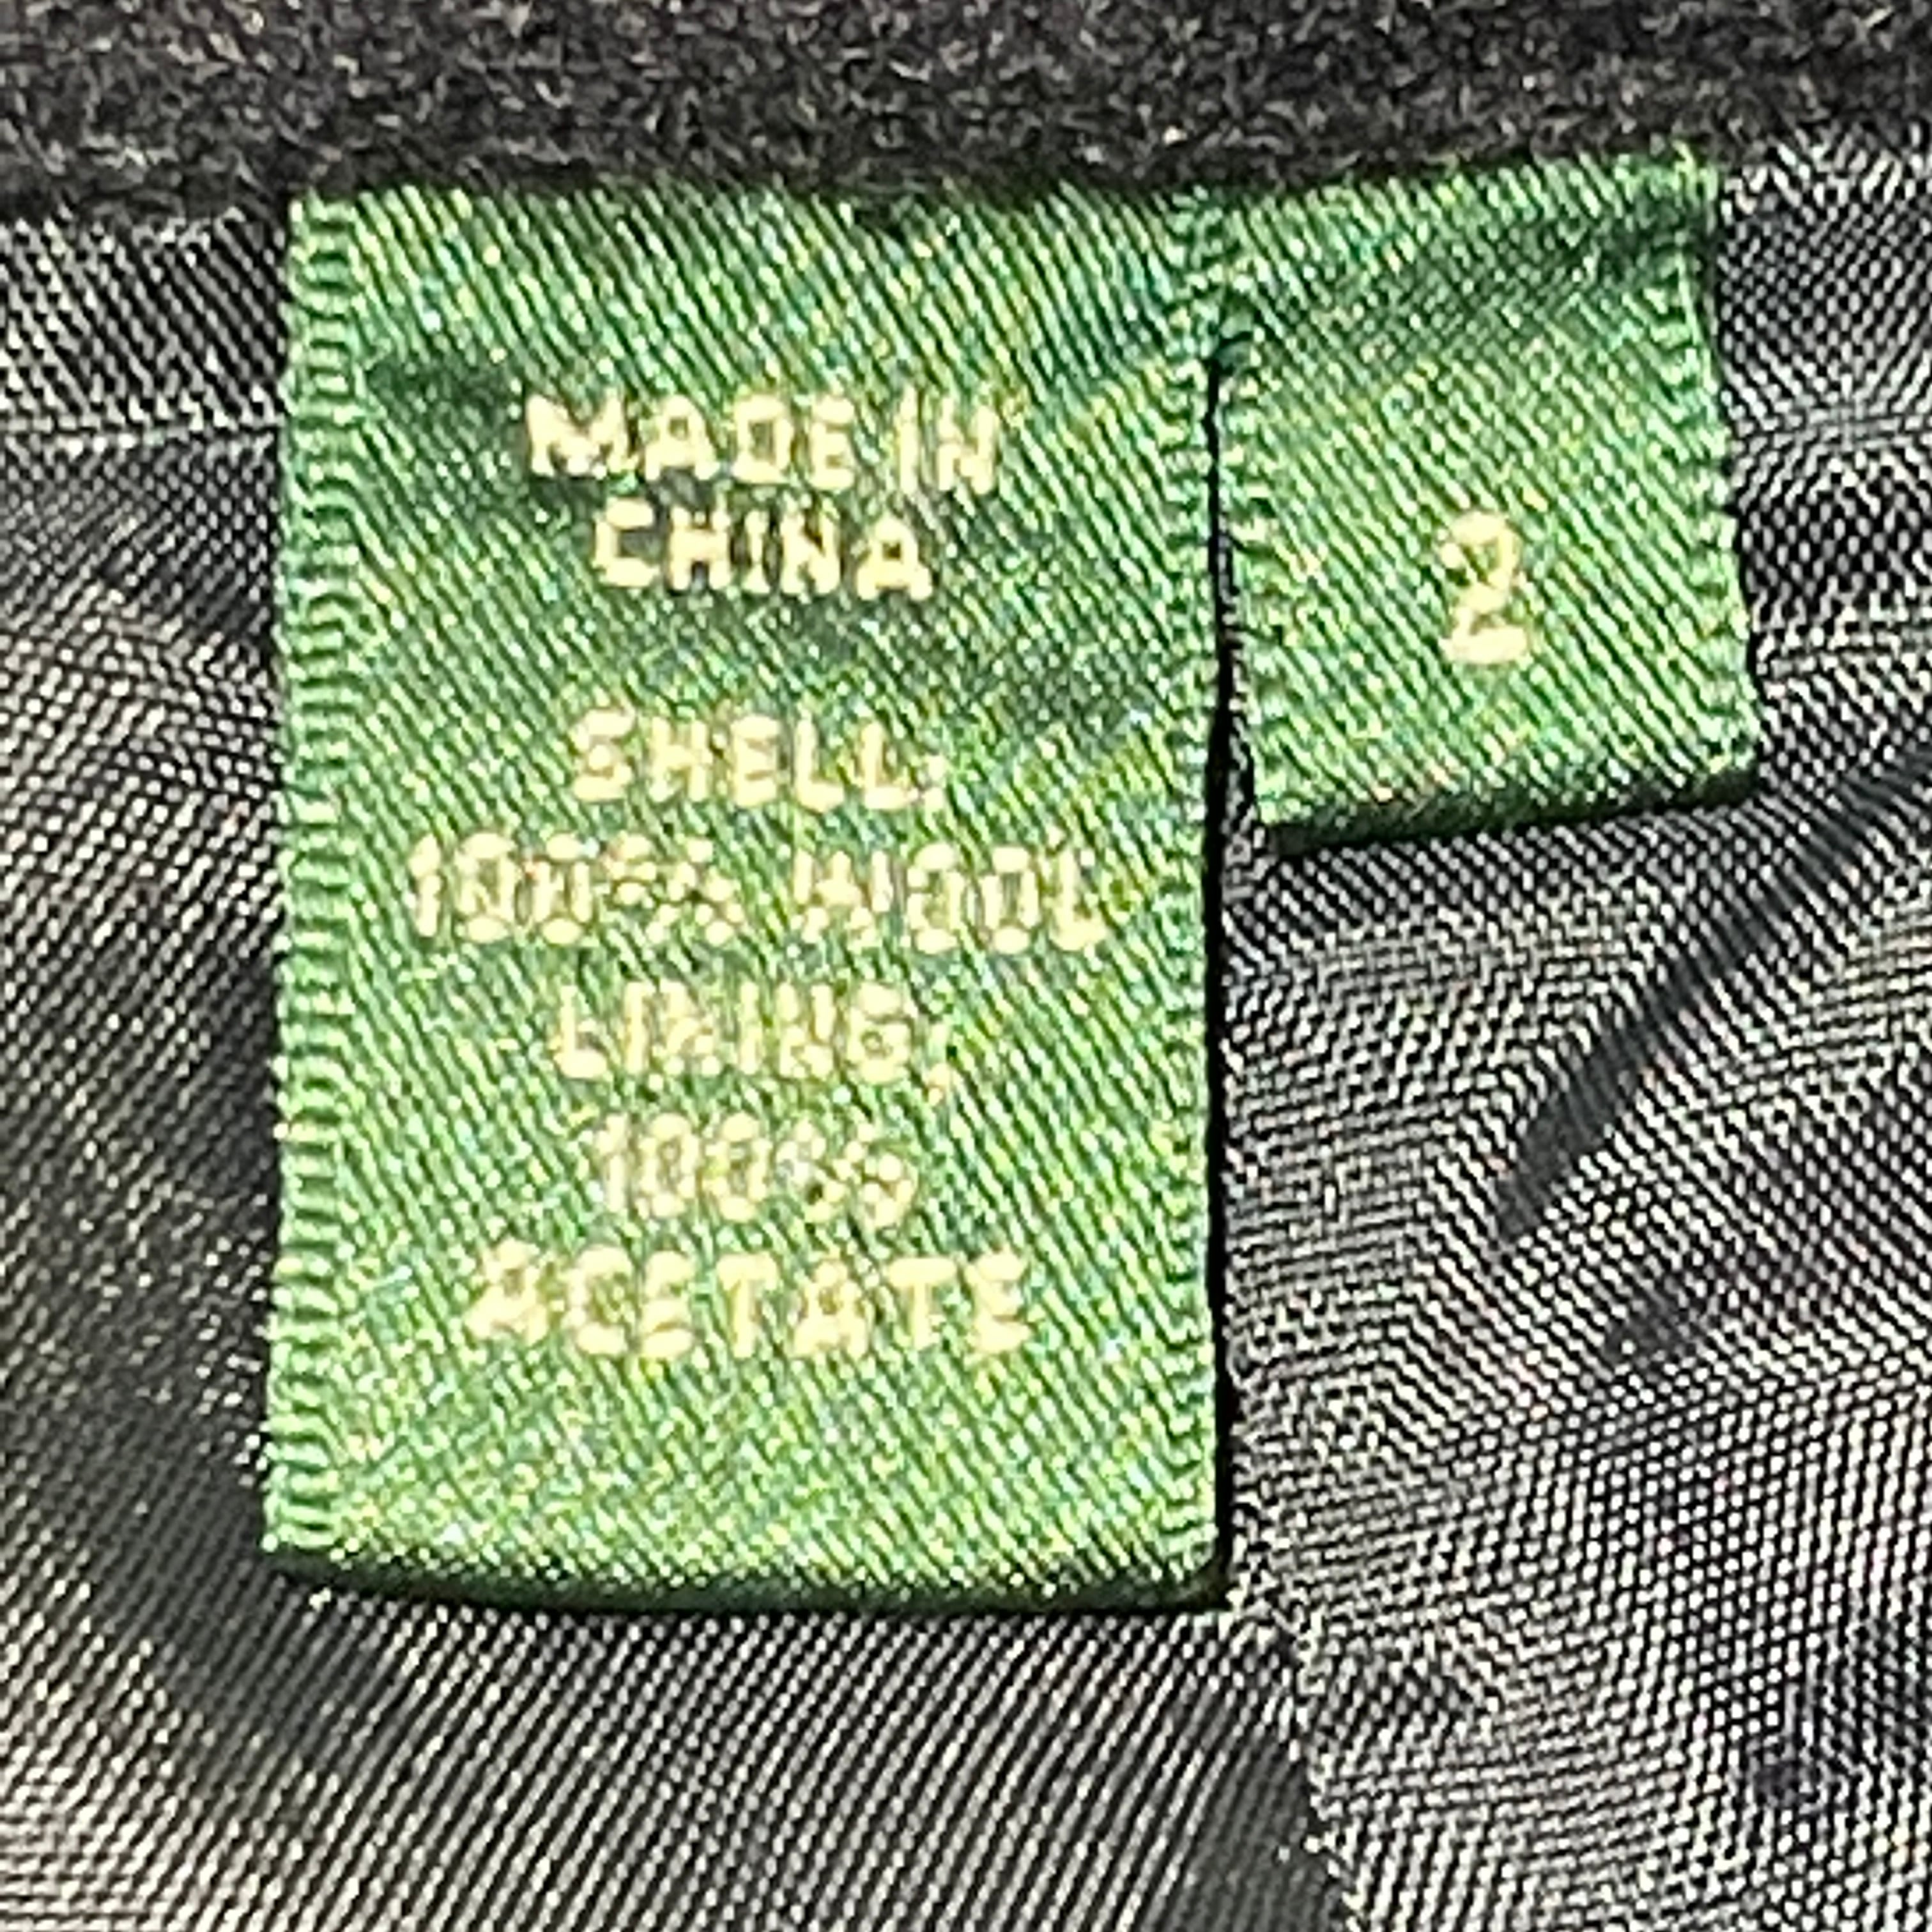 MADE IN
CHINA
2
SHELL:
100% WOOL
LINING:
100%
ACETATE